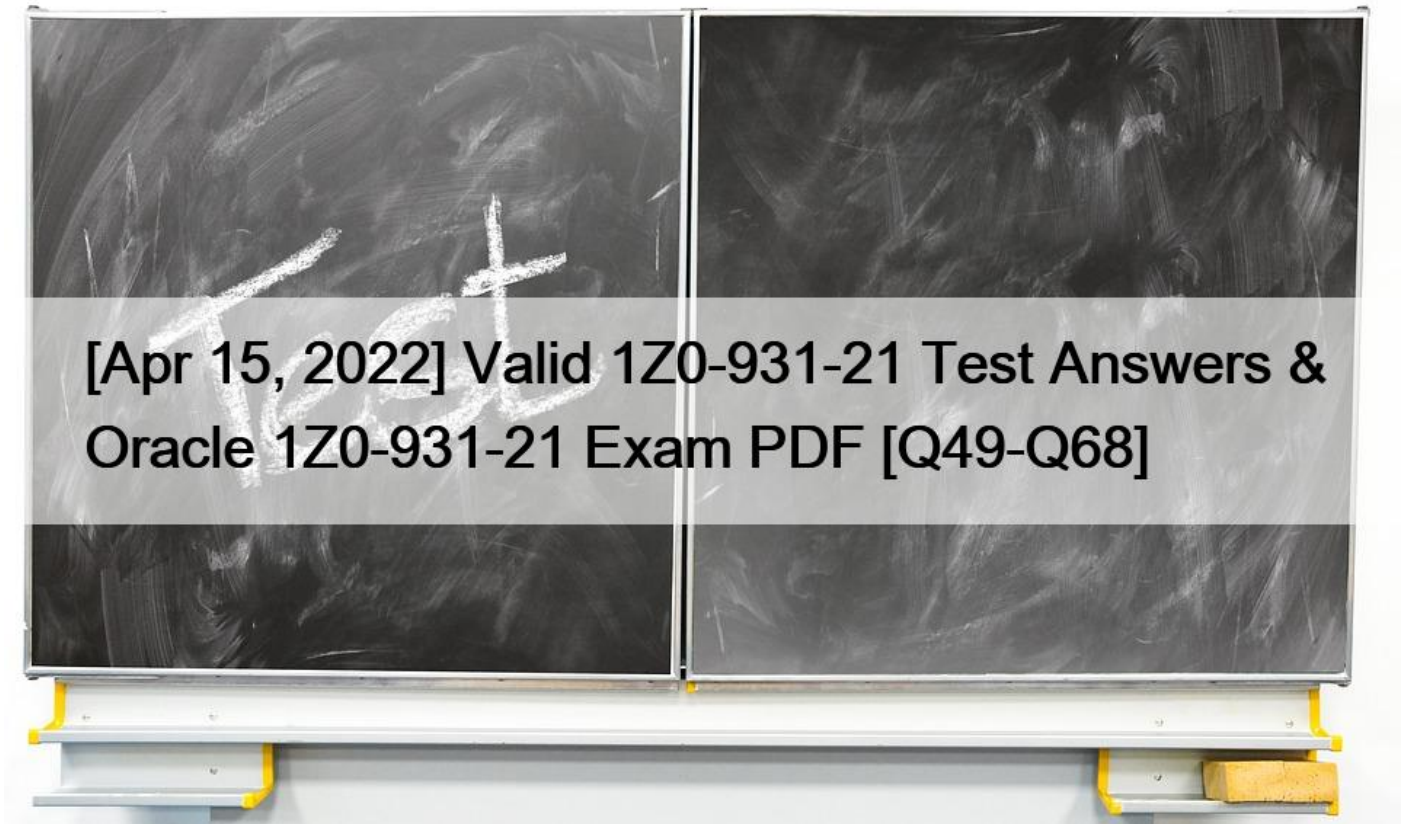 Test
[Apr 15, 2022] Valid 1Z0-931-21 Test Answers &
Oracle 1Z0-931-21 Exam PDF [Q49-Q68]